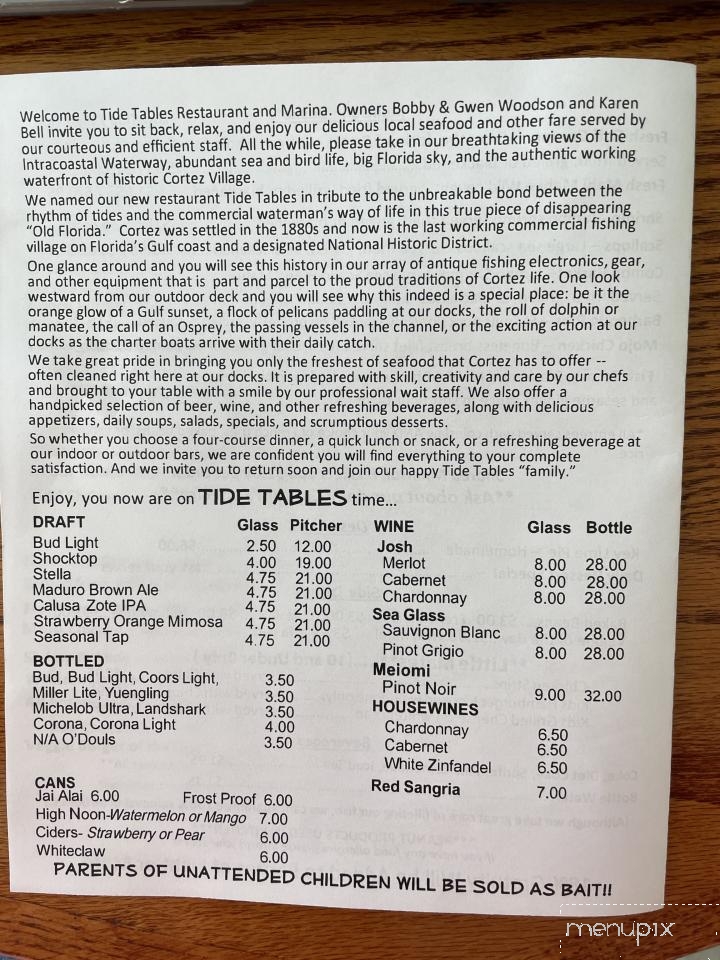 Welcome to Tide Tables Restaurant and Marina. Owners Bobby & Gwen Woodson and Karen
Bell invite you to sit back, relax, and enjoy our delicious local seafood and other fare served by
our courteous and efficient staff. All the while, please take in our breathtaking views of the
Intracoastal Waterway, abundant sea and bird life, big Florida sky, and the authentic working
waterfront of historic Cortez Village.
We named our new restaurant Tide Tables in tribute to the unbreakable bond between the
rhythm of tides and the commercial waterman's way of life in this true piece of disappearing
"Old Florida." Cortez was settled in the 1880s and now is the last working commercial fishing
village on Florida's Gulf coast and a designated National Historic District.
One glance around and you will see this history in our array of antique fishing electronics, gear,
and other equipment that is part and parcel to the proud traditions of Cortez life. One look
westward from our outdoor deck and you will see why this indeed is a special place: be it the
orange glow of a Gulf sunset, a flock of pelicans paddling at our docks, the roll of dolphin or
manatee, the call of an Osprey, the passing vessels in the channel, or the exciting action at our
docks as the charter boats arrive with their daily catch.
We take great pride in bringing you only the freshest of seafood that Cortez has to offer --
often cleaned right here at our docks. It is prepared with skill, creativity and care by our chefs
and brought to your table with a smile by our professional wait staff. We also offer a
handpicked selection of beer, wine, and other refreshing beverages, along with delicious
appetizers, daily soups, salads, specials, and scrumptious desserts.
So whether you choose a four-course dinner, a quick lunch or snack, or a refreshing beverage at
our indoor or outdoor bars, we are confident you will find everything to your complete
satisfaction. And we invite you to return soon and join our happy Tide Tables "family."
Enjoy, you now are on TIDE TABLES time...
DRAFT Glass Pitcher
Bud Light 2.50 12.00
Shocktop 4.00 19.00
Stella 4.75 21.00
Maduro Brown Ale 4.75 21.00
Calusa Zote IPA 4.75 21.00
Strawberry Orange Mimosa 4.75 21.00
Seasonal Tap 4.75 21.00
BOTTLED
Bud, Bud Light, Coors Light, 3.50
Miller Lite, Yuengling 3.50
Michelob Ultra, Landshark 3.50
Corona, Corona Light 4.00
N/A O'Douls 3.50
CANS
Jai Alai 6.00 Frost Proof 6.00
High Noon-Watermelon or Mango 7.00
Ciders- Strawberry or Pear 6.00
Whiteclaw 6.00
WINE Glass Bottle
Josh
Merlot 8.00 28.00
Cabernet 8.00 28.00
Chardonnay 8.00 28.00
Sea Glass
Sauvignon Blanc 8.00 28.00
Pinot Grigio 8.00 28.00
Meiomi
Pinot Noir 9.00 32.00
HOUSEWINES
Chardonnay 6.50
Cabernet 6.50
White Zinfandel 6.50
Red Sangria 7.00
PARENTS OF UNATTENDED CHILDREN WILL BE SOLD AS BAIT!!
menupix